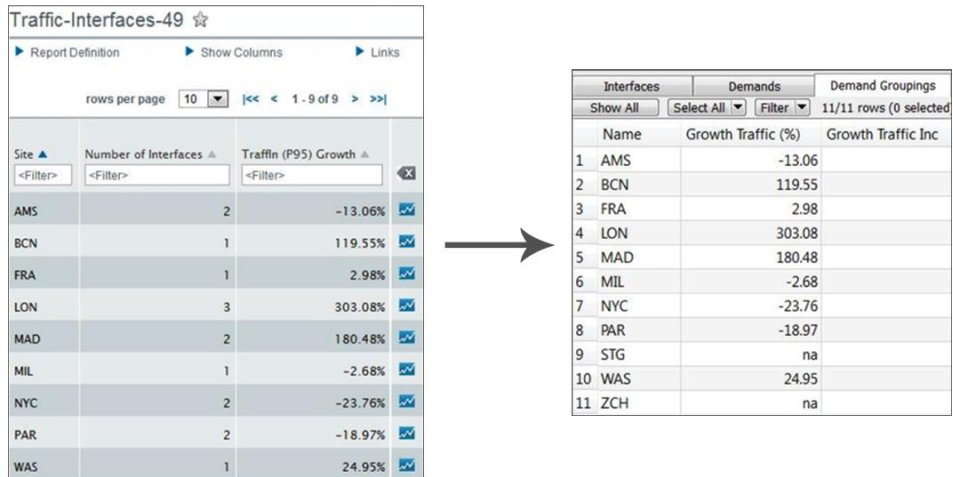 Traffic-Interfaces-49
Report Definition Show Columns Links
rows per page 10 |<< < 1 - 9 of 9 > >>|
Site Number of Interfaces TraffIn (P95) Growth
<Filter> <Filter> <Filter>
AMS 2 -13.06%
BCN 1 119.55%
FRA 1 2.98%
LON 3 303.08%
MAD 2 180.48%
MIL 1 -2.68%
NYC 2 -23.76%
PAR 2 -18.97%
WAS 1 24.95%
Interfaces Demands Demand Groupings
Show All Select All Filter 11/11 rows (0 selected)
Name Growth Traffic (%) Growth Traffic Inc
1 AMS -13.06
2 BCN 119.55
3 FRA 2.98
4 LON 303.08
5 MAD 180.48
6 MIL -2.68
7 NYC -23.76
8 PAR -18.97
9 STG na
10 WAS 24.95
11 ZCH na